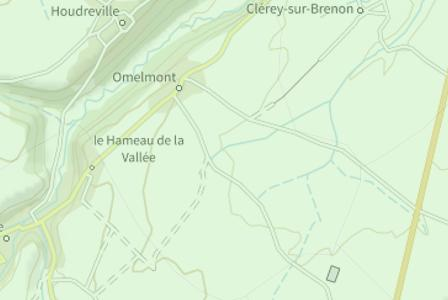 Houdreville
Clérey-sur-Brenon
Omelmont
le Hameau de la
Vallée